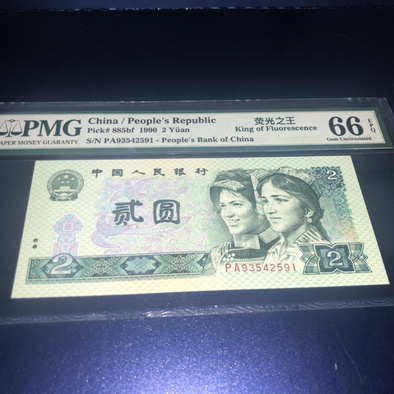 PMG
PAPER MONEY GUARANTY
China / People's Republic
Pick# 885bf 1990 2 Yüan
S/N PA93542591 - People's Bank of China
荧光之王
King of Fluorescence
66 EPQ
Gem Uncirculated
中国人民银行
贰圆
2
2
PA93542591
2